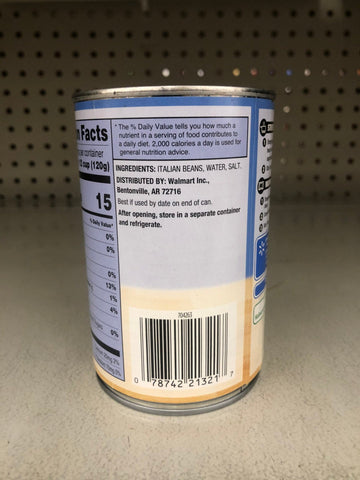 n Facts
container
cup (120g)
15
% Daily Value*
0%
0%
0%
13%
1%
4%
0%
* The % Daily Value tells you how much a
nutrient in a serving of food contributes
to a daily diet. 2,000 calories a day is used for
general nutrition advice.
INGREDIENTS: ITALIAN BEANS, WATER, SALT.
DISTRIBUTED BY: Walmart Inc.,
Bentonville, AR 72716
Best if used by date on end of can.
After opening, store in a separate container
and refrigerate.
704263
0 78742 21321 7